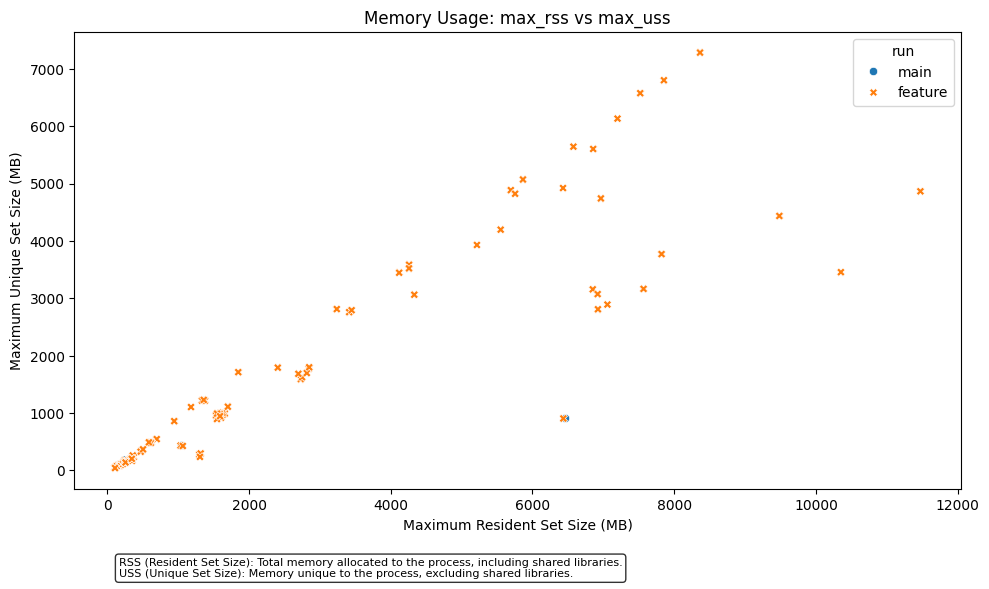 Memory Usage: max_rss vs max_uss
run
main
feature
Maximum Unique Set Size (MB)
7000
6000
5000
4000
3000
2000
1000
0
0 2000 4000 6000 8000 10000 12000
Maximum Resident Set Size (MB)
RSS (Resident Set Size): Total memory allocated to the process, including shared libraries.
USS (Unique Set Size): Memory unique to the process, excluding shared libraries.